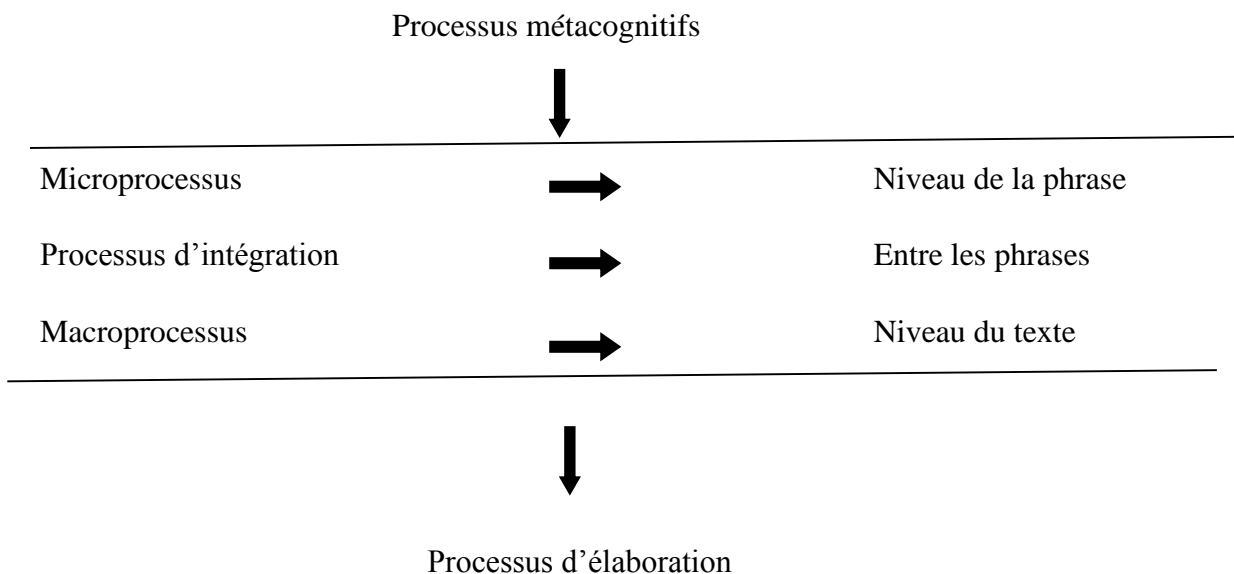 Processus métacognitifs
Microprocessus Niveau de la phrase
Processus d’intégration Entre les phrases
Macroprocessus Niveau du texte
Processus d’élaboration